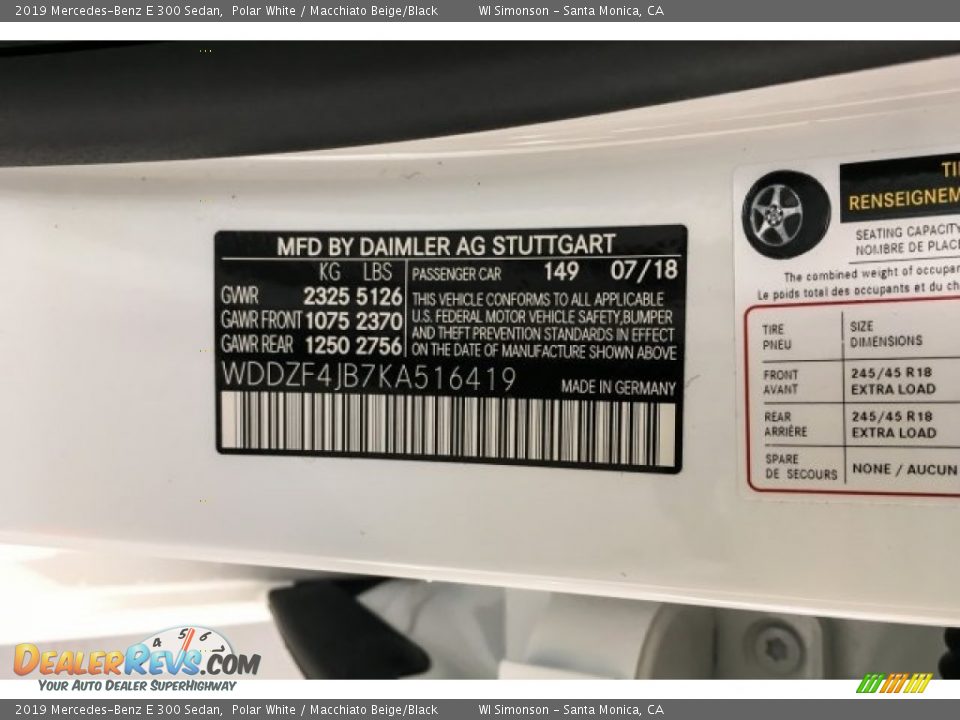 2019 Mercedes-Benz E 300 Sedan, Polar White / Macchiato Beige/Black WI Simonson - Santa Monica, CA
MFD BY DAIMLER AG STUTTGART
KG LBS
GVWR 2325 5126
GAWR FRONT 1075 2370
GAWR REAR 1250 2756
PASSENGER CAR 149 07/18
THIS VEHICLE CONFORMS TO ALL APPLICABLE
U.S. FEDERAL MOTOR VEHICLE SAFETY,BUMPER
AND THEFT PREVENTION STANDARDS IN EFFECT
ON THE DATE OF MANUFACTURE SHOWN ABOVE
WDDZF4JB7KA516419 MADE IN GERMANY
TI
RENSEIGNEM
SEATING CAPACITY
NOMBRE DE PLAC
The combined weight of occupan
Le poids total des occupants et du ch
TIRE SIZE
PNEU DIMENSIONS
FRONT 245/45 R18
AVANT EXTRA LOAD
REAR 245/45 R18
ARRIÈRE EXTRA LOAD
SPARE
DE SECOURS NONE / AUCUN
4 5 6
DEALERREVS.COM
YOUR AUTO DEALER SUPERHIGHWAY
2019 Mercedes-Benz E 300 Sedan, Polar White / Macchiato Beige/Black WI Simonson - Santa Monica, CA